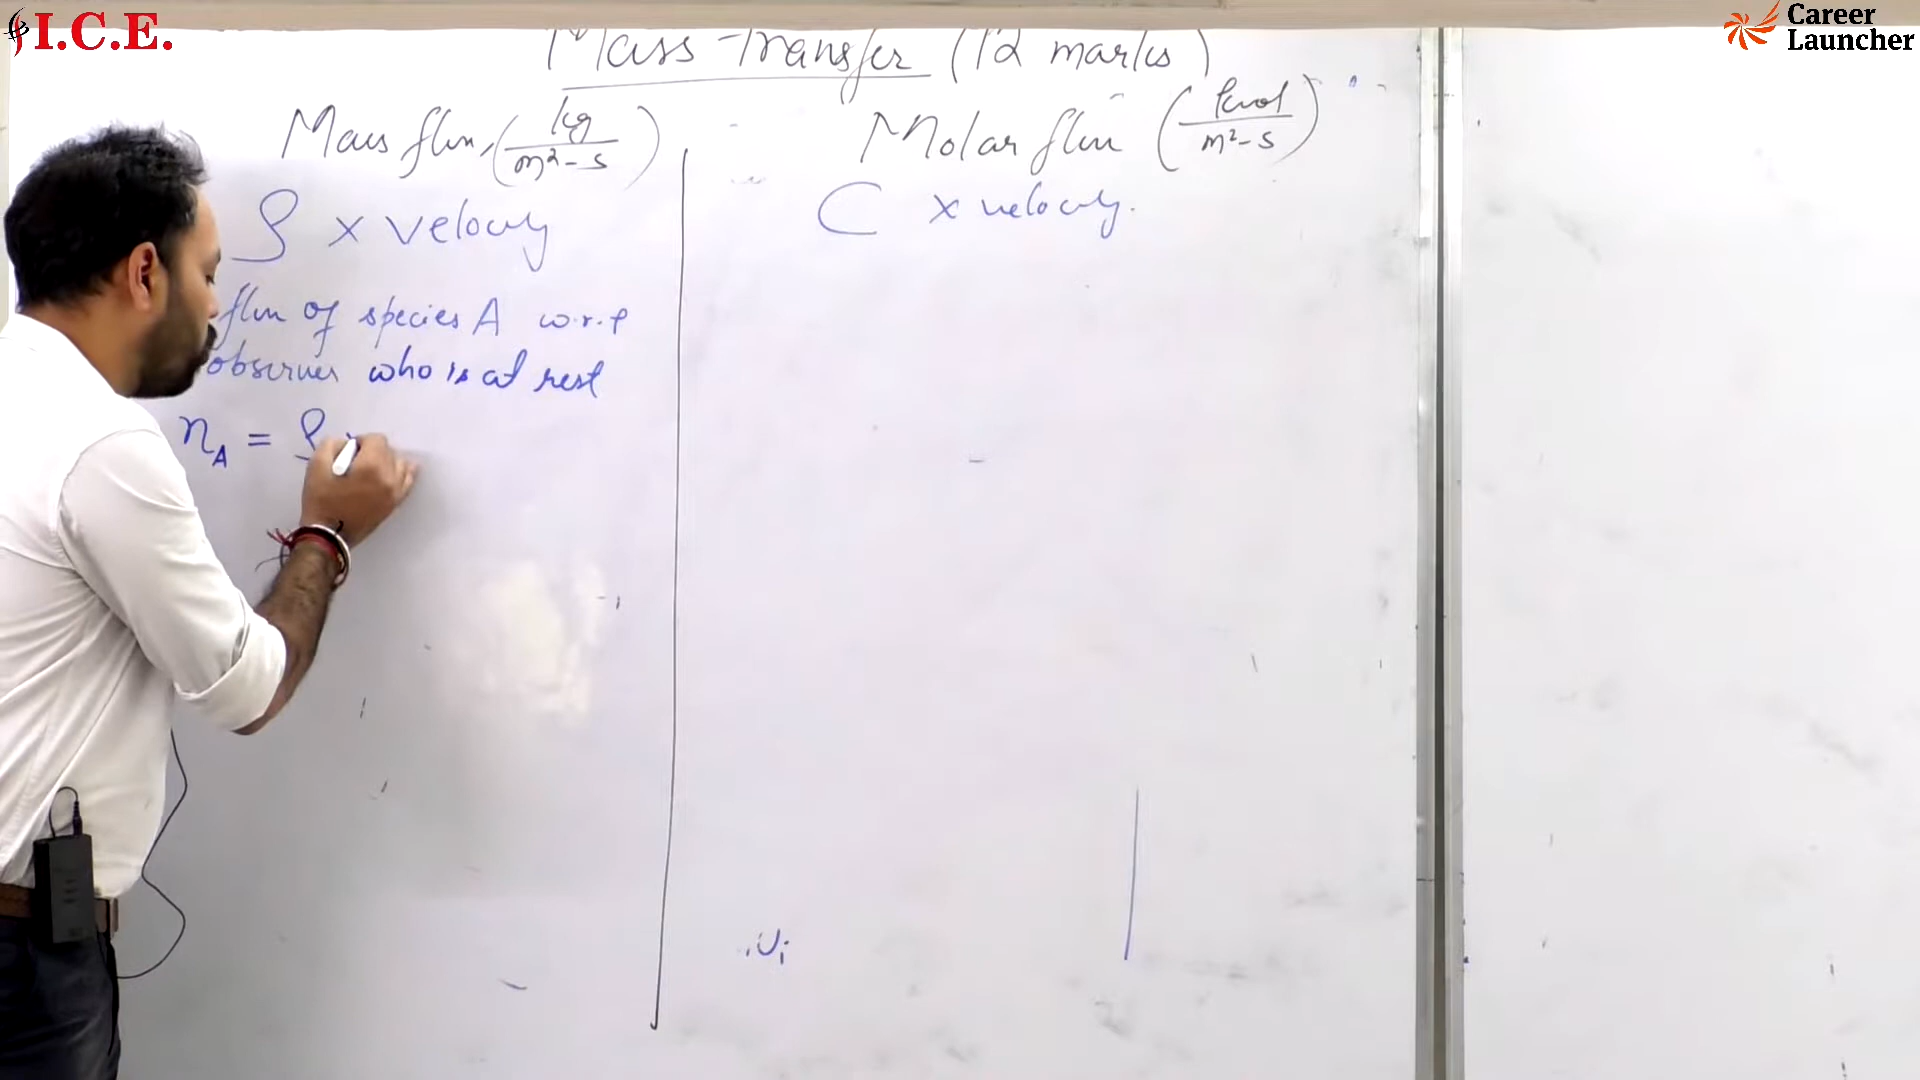 I.C.E.
Career
Launcher
Mass Transfer (12 marks)
Mass flux, (kg/m²-s)
ρ x velocity
flux of species A w.r.t
observer who is at rest
n_A = ρ
Molar flux (kmol/m²-s)
C x velocity.